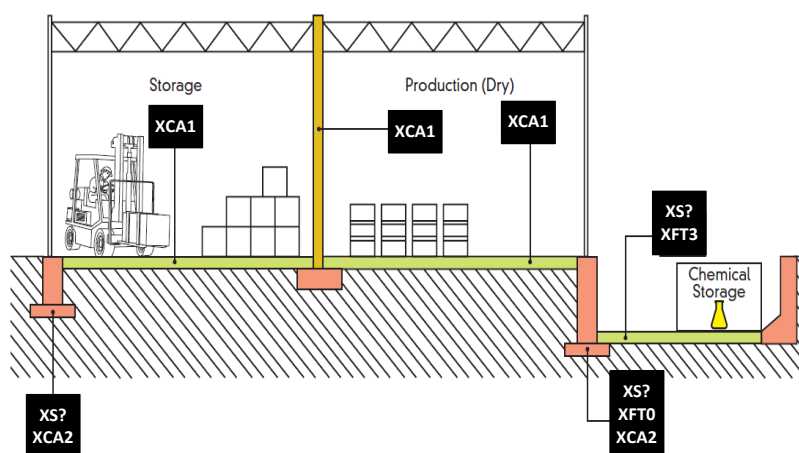 Storage
Production (Dry)
XCA1
XCA1
XCA1
XS?
XFT3
Chemical
Storage
XS?
XCA2
XS?
XFT0
XCA2